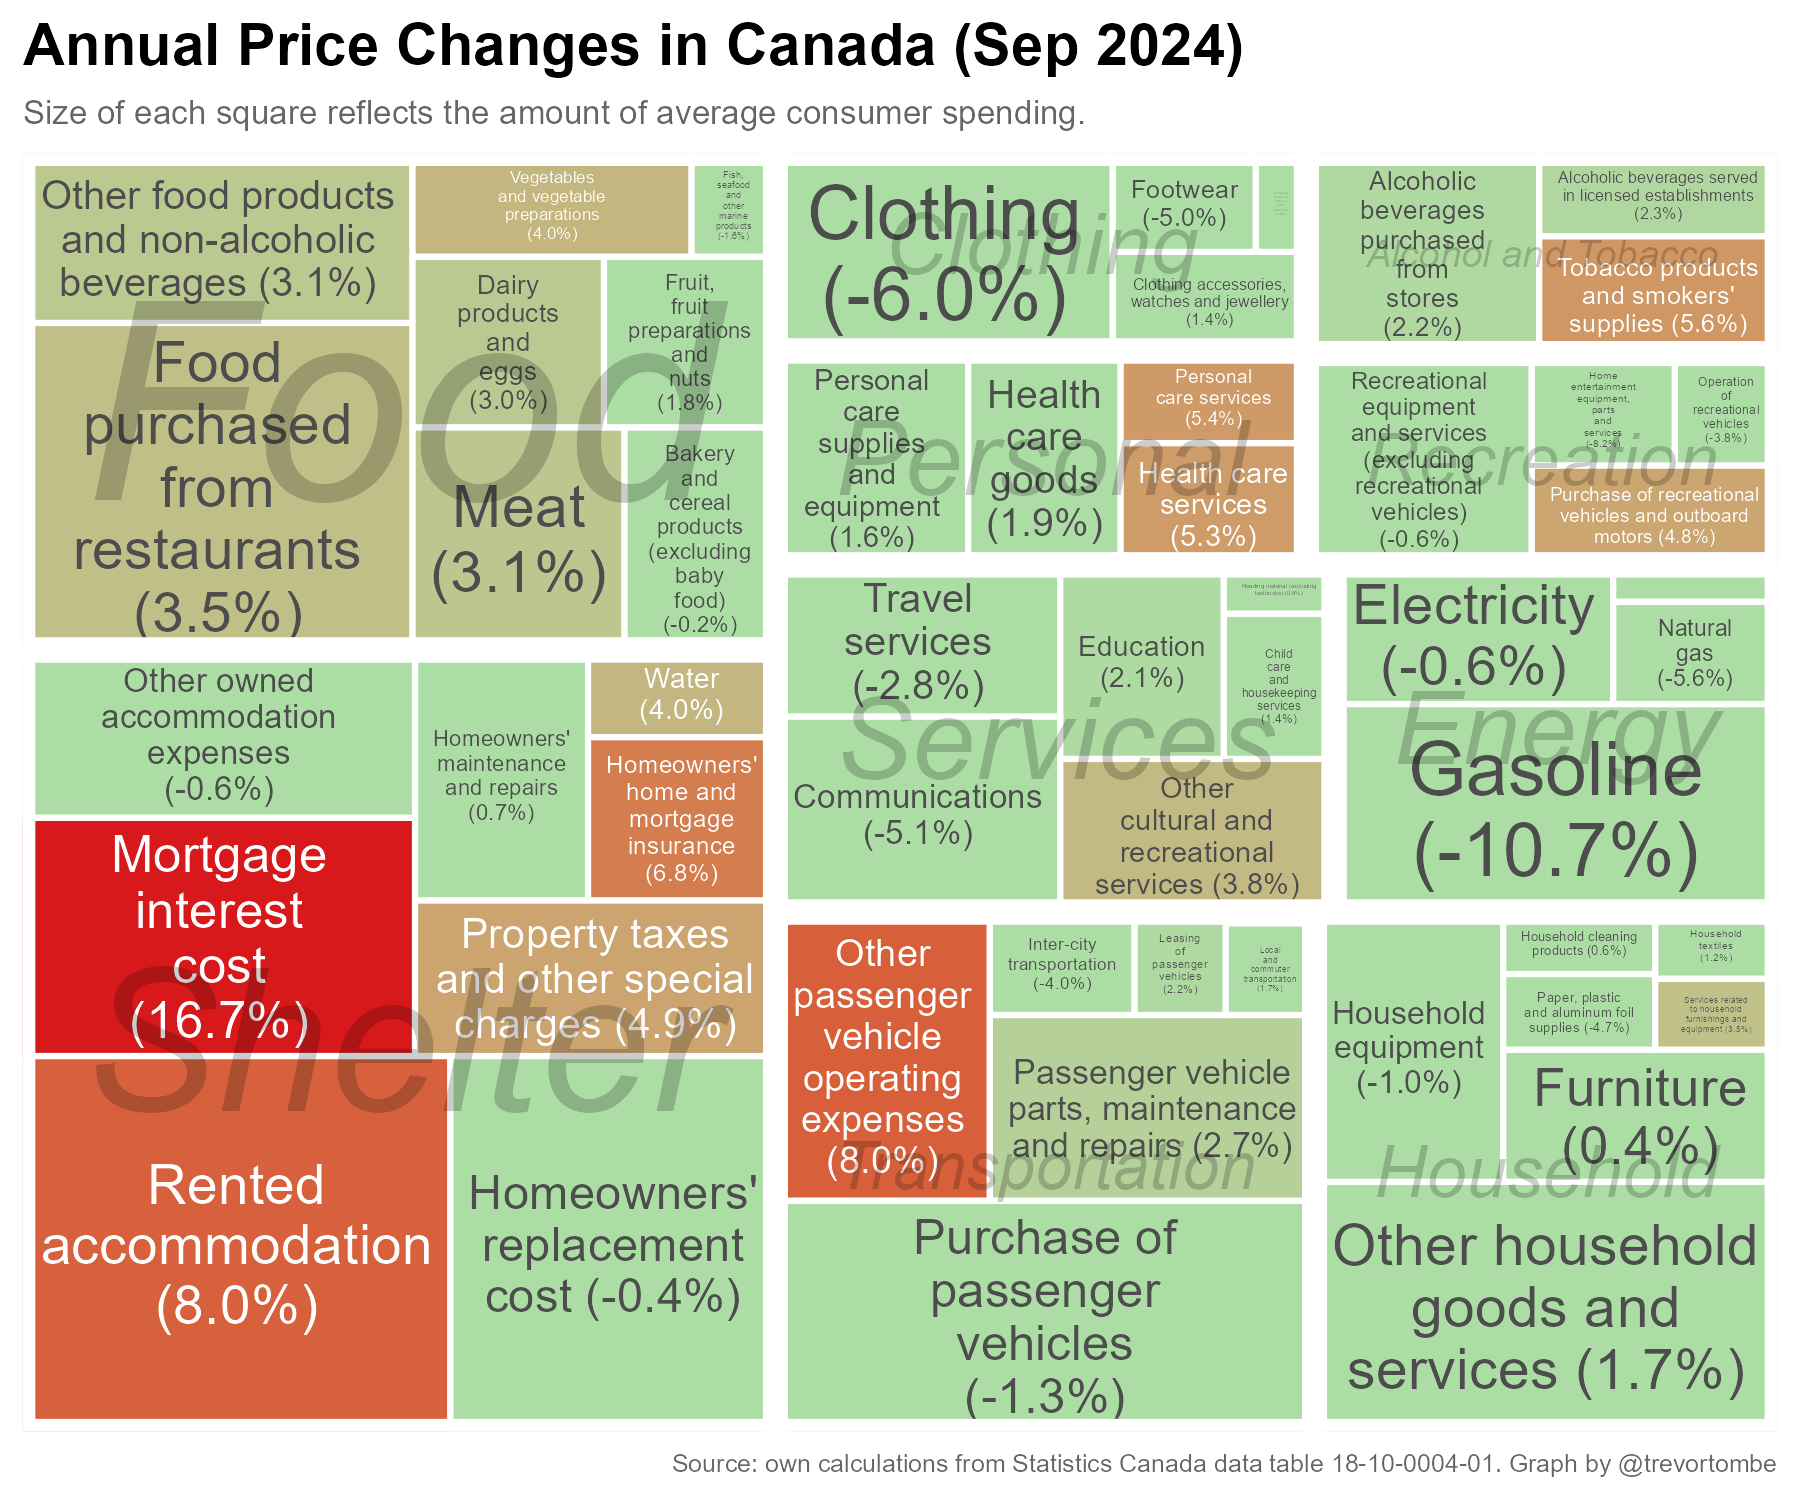 Annual Price Changes in Canada (Sep 2024)
Size of each square reflects the amount of average consumer spending.
Food
Other food products
and non-alcoholic
beverages (3.1%)
Vegetables
and vegetable
preparations
(4.0%)
Fish,
seafood
and
other
marine
products
(-1.6%)
Food
purchased
from
restaurants
(3.5%)
Dairy
products
and
eggs
(3.0%)
Fruit,
fruit
preparations
and
nuts
(1.8%)
Meat
(3.1%)
Bakery
and
cereal
products
(excluding
baby
food)
(-0.2%)
Clothing
Clothing
(-6.0%)
Footwear
(-5.0%)
Clothing accessories,
watches and jewellery
(1.4%)
Alcohol and Tobacco
Alcoholic
beverages
purchased
from
stores
(2.2%)
Alcoholic beverages served
in licensed establishments
(2.3%)
Tobacco products
and smokers'
supplies (5.6%)
Personal
Personal
care
supplies
and
equipment
(1.6%)
Health
care
goods
(1.9%)
Personal
care services
(5.4%)
Health care
services
(5.3%)
Recreation
Recreational
equipment
and services
(excluding
recreational
vehicles)
(-0.6%)
Home
entertainment
equipment,
parts
and
services
(-8.2%)
Operation
of
recreational
vehicles
(-3.8%)
Purchase of recreational
vehicles and outboard
motors (4.8%)
Shelter
Other owned
accommodation
expenses
(-0.6%)
Homeowners'
maintenance
and repairs
(0.7%)
Water
(4.0%)
Homeowners'
home and
mortgage
insurance
(6.8%)
Mortgage
interest
cost
(16.7%)
Property taxes
and other special
charges (4.9%)
Rented
accommodation
(8.0%)
Homeowners'
replacement
cost (-0.4%)
Services
Travel
services
(-2.8%)
Education
(2.1%)
Reading material (excluding
textbooks) (0.6%)
Child
care
and
housekeeping
services
(1.4%)
Communications
(-5.1%)
Other
cultural and
recreational
services (3.8%)
Energy
Electricity
(-0.6%)
Natural
gas
(-5.6%)
Gasoline
(-10.7%)
Transportation
Other
passenger
vehicle
operating
expenses
(8.0%)
Inter-city
transportation
(-4.0%)
Leasing
of
passenger
vehicles
(2.2%)
Local
and
commuter
transportation
(1.7%)
Passenger vehicle
parts, maintenance
and repairs (2.7%)
Purchase of
passenger
vehicles
(-1.3%)
Household
Household
equipment
(-1.0%)
Household cleaning
products (0.6%)
Household
textiles
(1.2%)
Paper, plastic
and aluminum foil
supplies (-4.7%)
Services related
to household
furnishings and
equipment (3.5%)
Furniture
(0.4%)
Other household
goods and
services (1.7%)
Source: own calculations from Statistics Canada data table 18-10-0004-01. Graph by @trevortombe